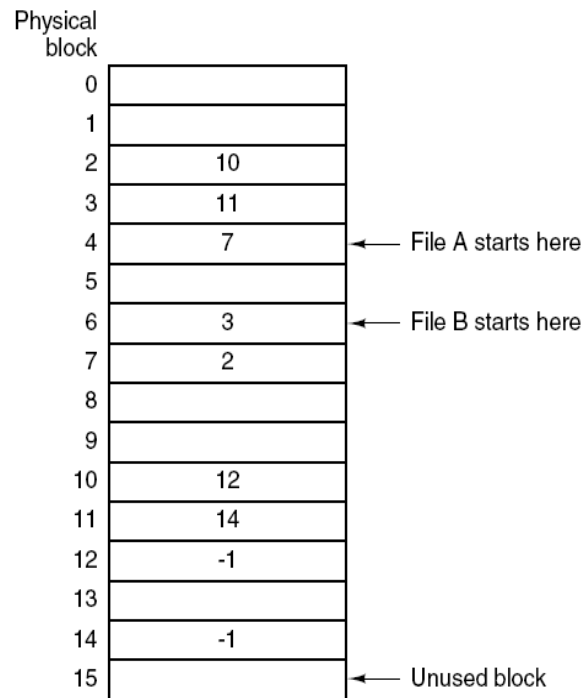 Physical
block
0
1
2 10
3 11
4 7 File A starts here
5
6 3 File B starts here
7 2
8
9
10 12
11 14
12 -1
13
14 -1
15 Unused block